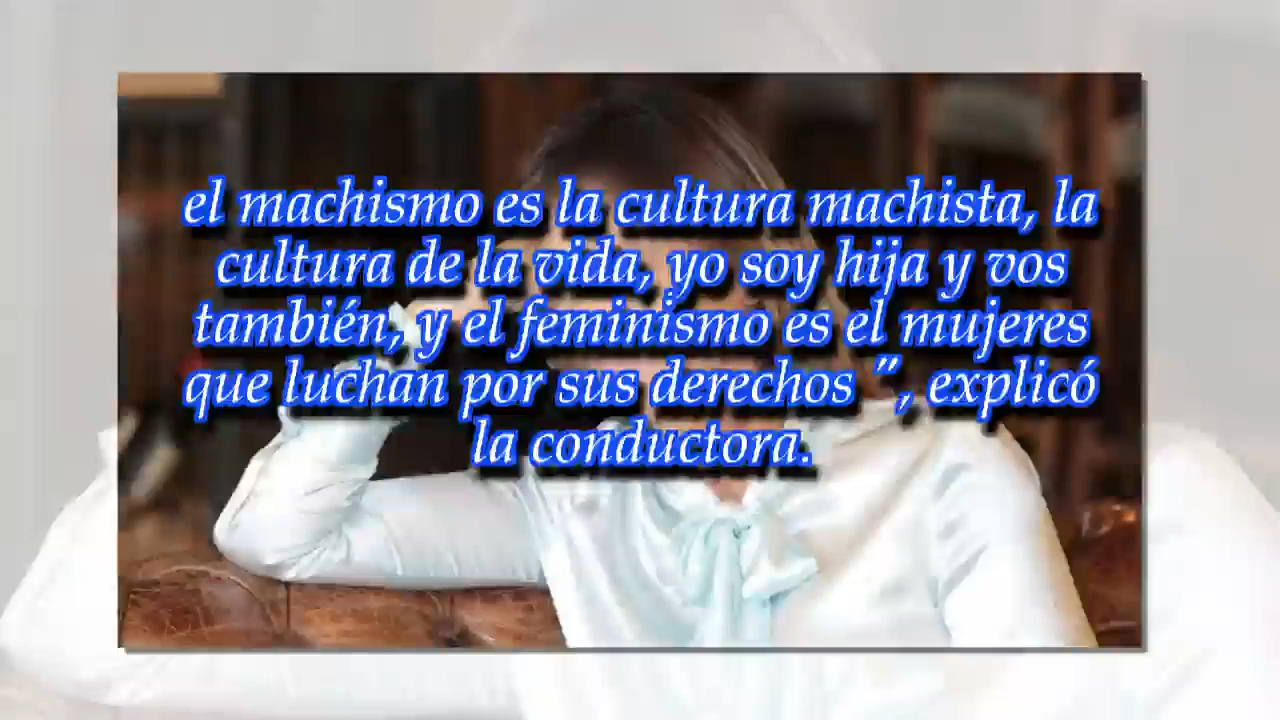 el machismo es la cultura machista, la
cultura de la vida, yo soy hija y vos
también, y el feminismo es el mujeres
que luchan por sus derechos ”, explicó
la conductora.